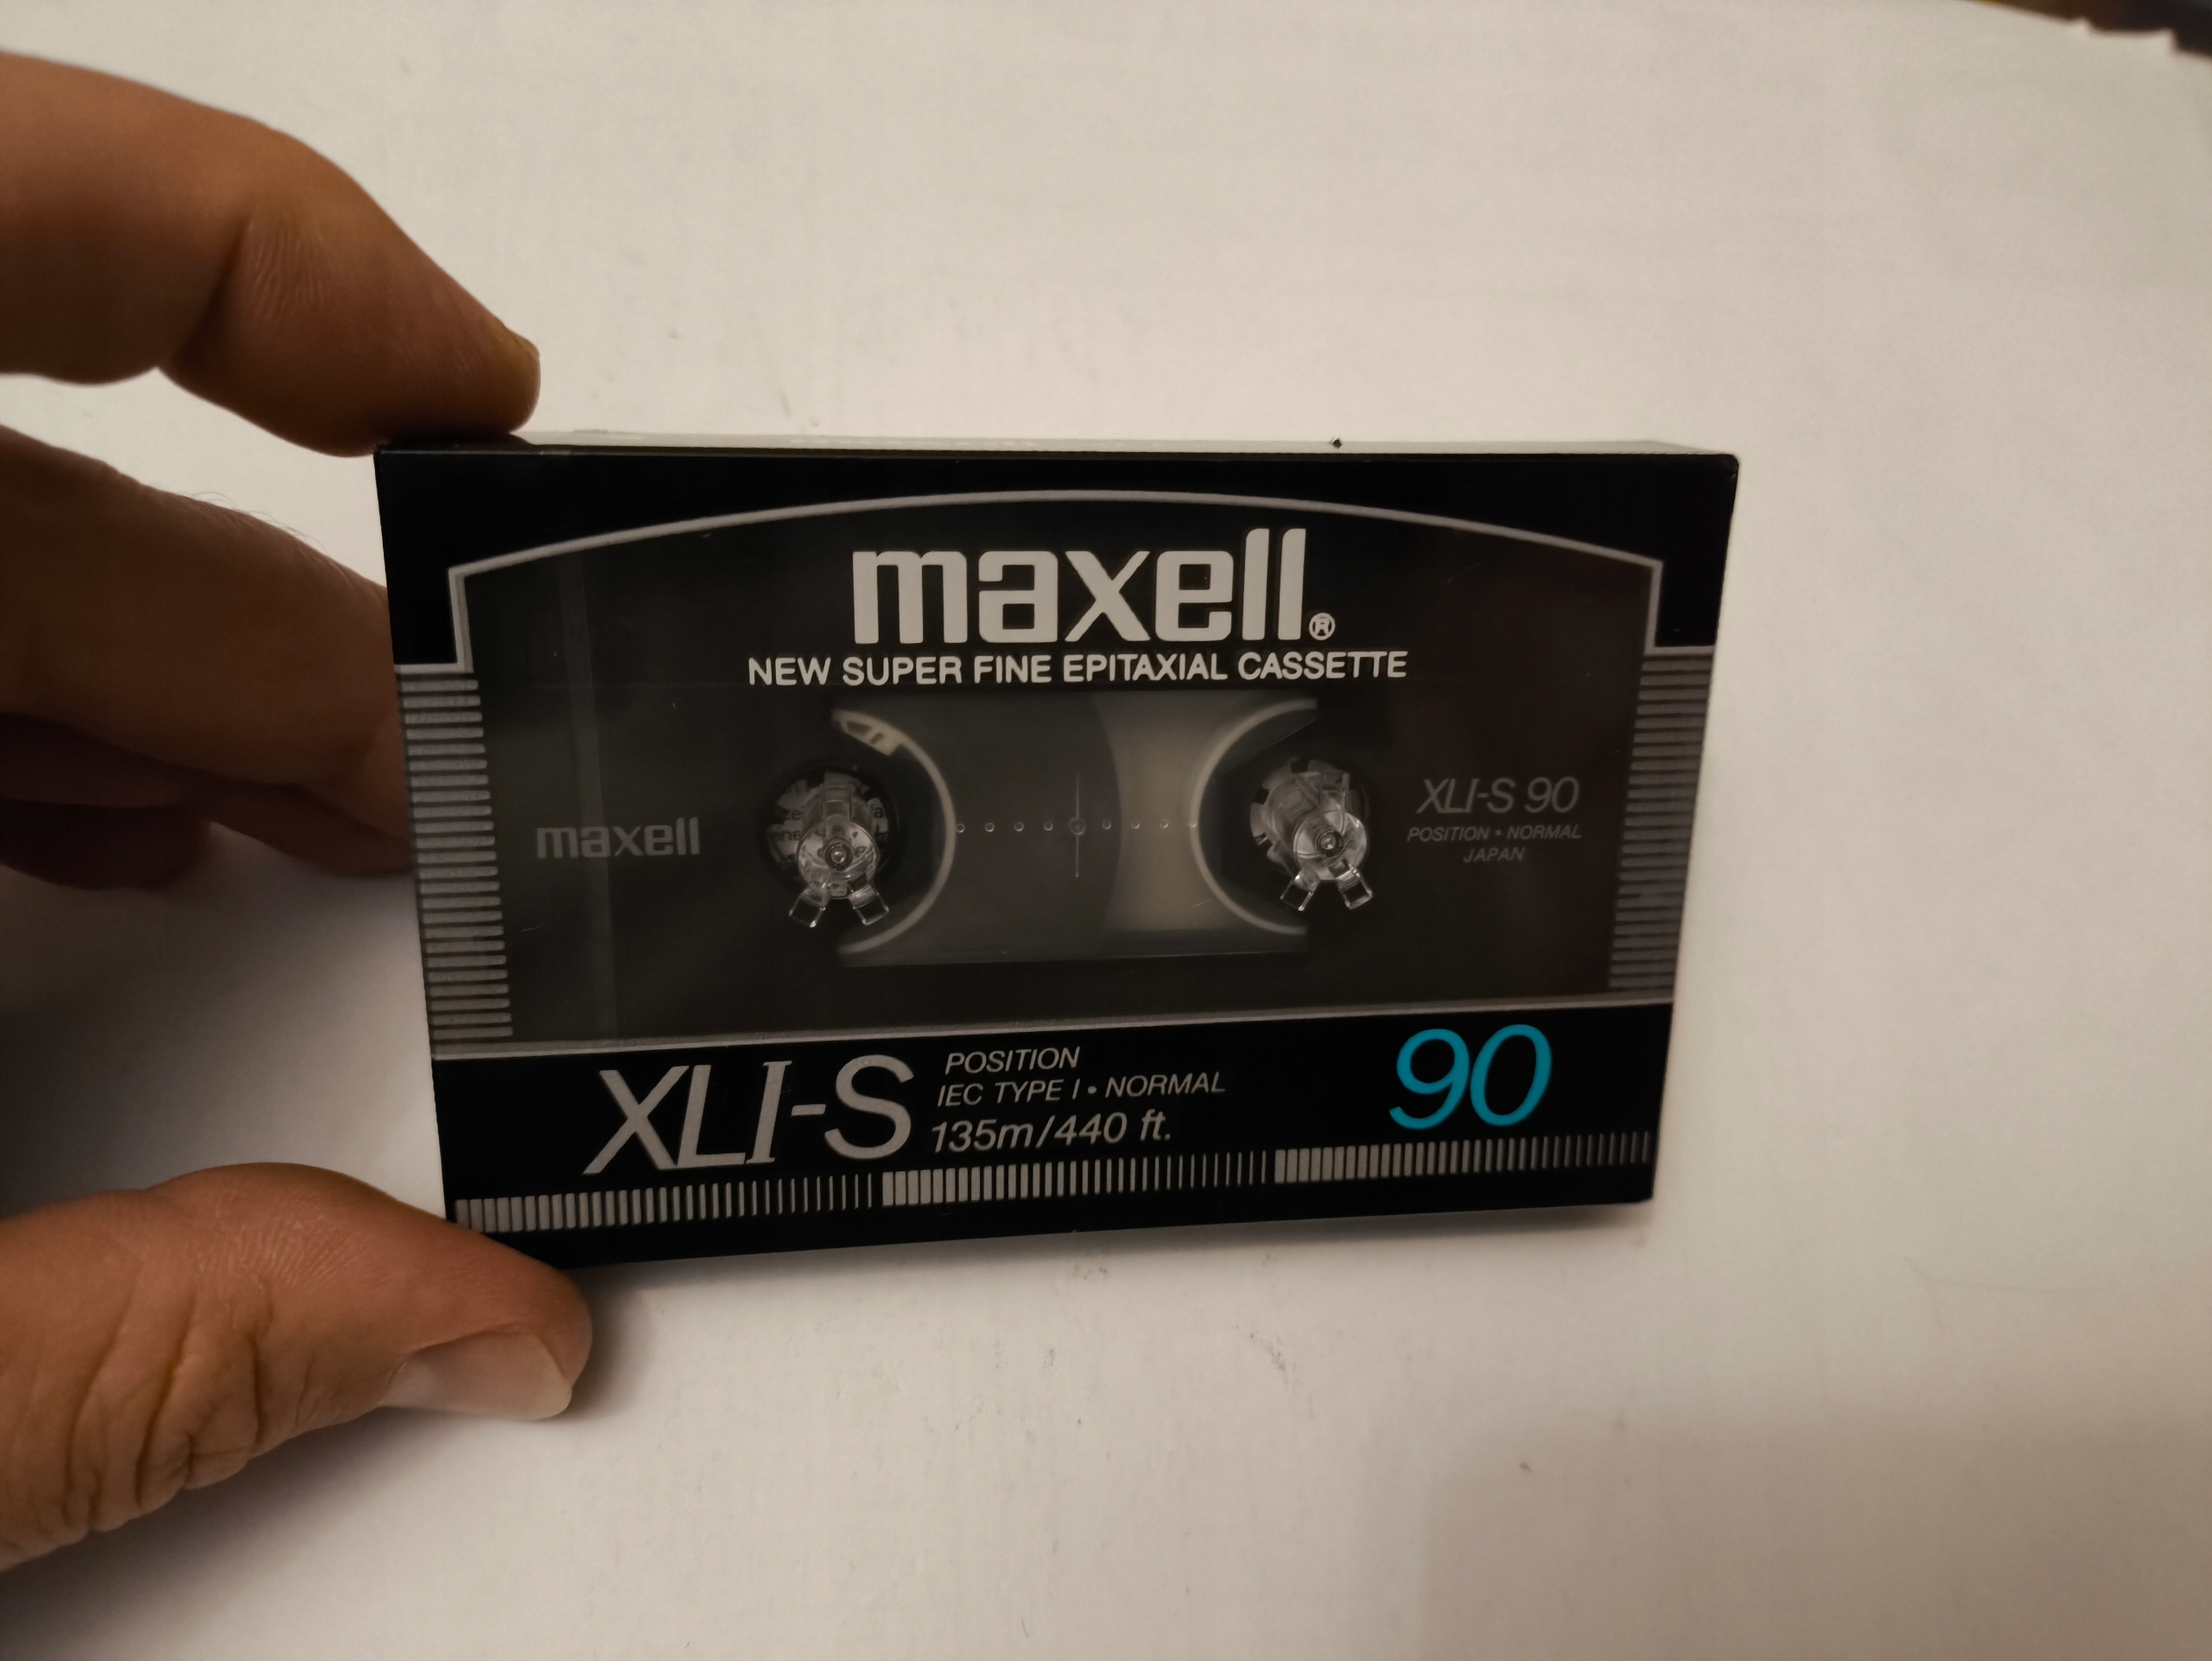 maxell®
NEW SUPER FINE EPITAXIAL CASSETTE
maxell
XLI-S 90
POSITION • NORMAL
JAPAN
XLI-S
POSITION
IEC TYPE I • NORMAL
135m/440 ft.
90